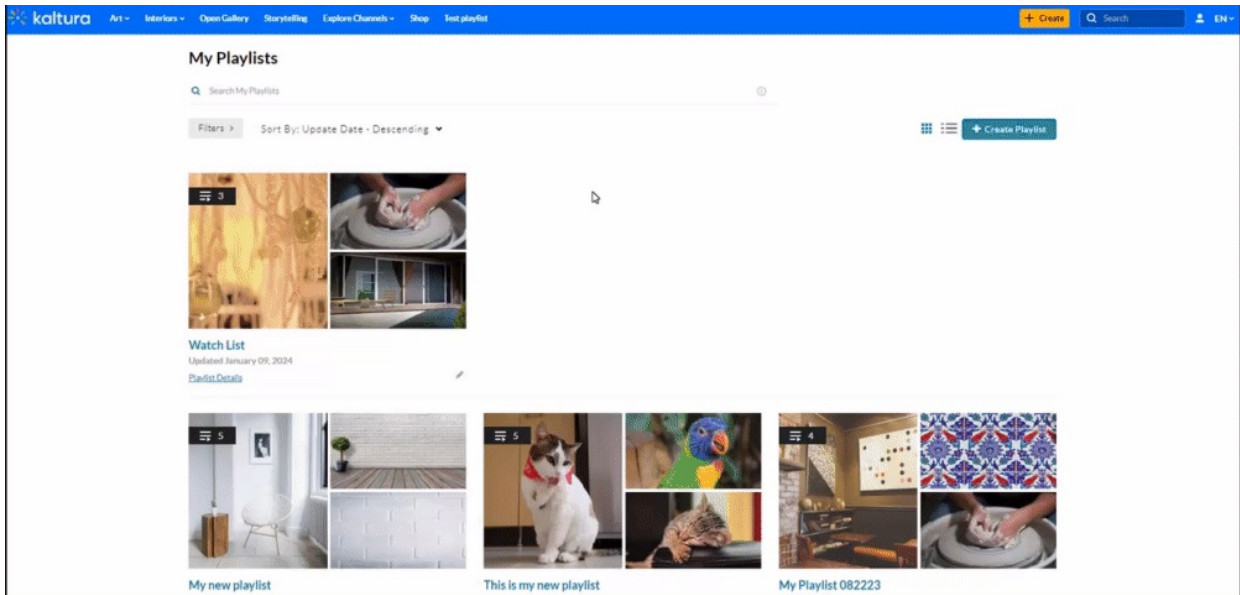 kaltura Art Interiors Open Gallery Storytelling Explore Channels Shop Test playlist + Create Search EN
My Playlists
Search My Playlists
Filters > Sort By: Update Date - Descending + Create Playlist
3
Watch List
Updated January 09, 2024
Playlist Details
5 5 4
My new playlist This is my new playlist My Playlist 082223